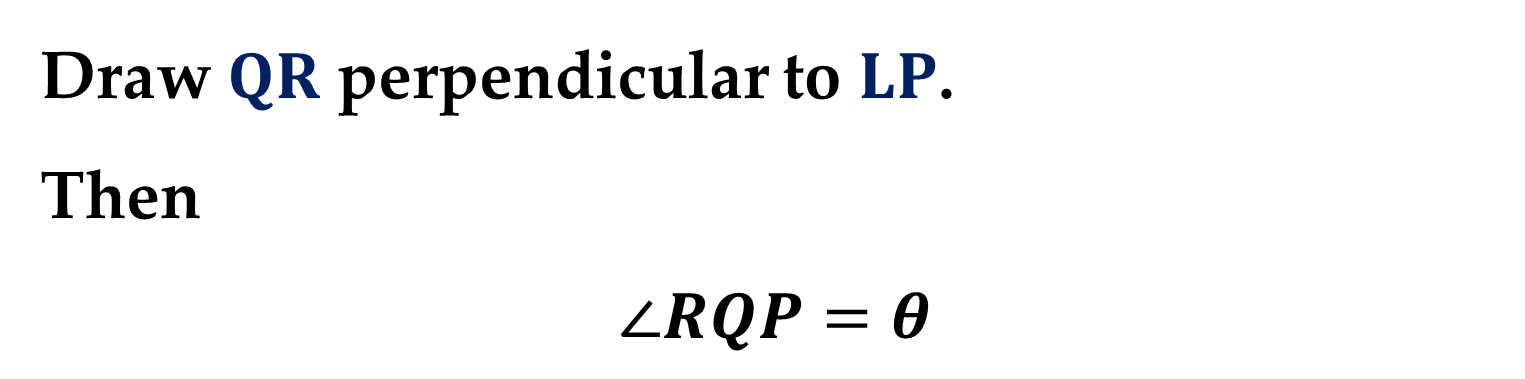 Draw QR perpendicular to LP.
Then
∠RQP = θ